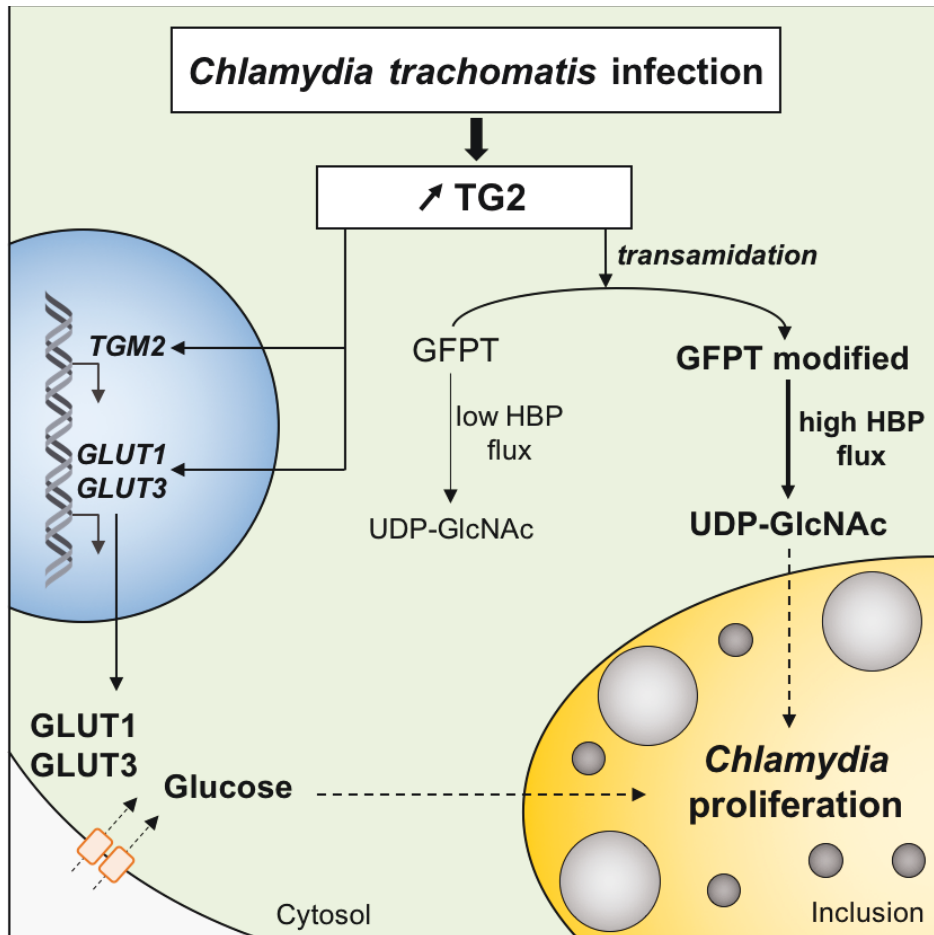 Chlamydia trachomatis infection
↗ TG2
transamidation
TGM2
GFPT
GFPT modified
low HBP
flux
high HBP
flux
GLUT1
GLUT3
UDP-GlcNAc
UDP-GlcNAc
GLUT1
GLUT3
Glucose
Chlamydia
proliferation
Cytosol
Inclusion